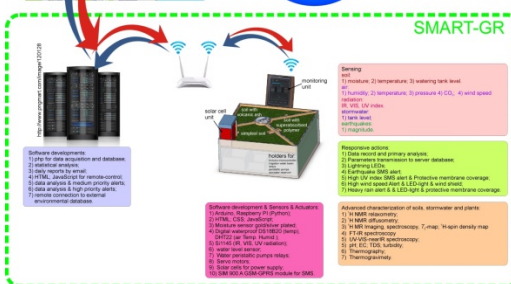 SMART-GR
http://www.pngmart.com/image/120128
monitoring
unit
solar cell
unit
soil with
volcanic ash
soil with
superabsorbent
polymer
simplest soil
holders for
Sensing
soil:
1) moisture; 2) temperature; 3) watering tank level
air:
1) humidity; 2) temperature; 3) pressure 4) CO₂, 4) wind speed
radiation:
IR, VIS, UV index
stormwater:
1) tank level;
earthquakes:
1) magnitude.
Software developments:
1) php for data acquisition and database;
2) statistical analysis;
3) daily reports by email;
4) HTML, JavaScript for remote-control;
5) data analysis & medium priority alerts;
6) data analysis & high priority alerts;
7) remote connection to external
environmental database.
Responsive actions:
1) Data record and primary analysis;
2) Parameters transmission to server database;
3) Lightning LEDs;
4) Earthquake SMS alert;
5) High UV index SMS alert & Protective membrane coverage.
6) High wind speed Alert & LED-light & wind shield;
7) Heavy rain alert & LED-light & protective membrane coverage.
Software development & Sensors & Actuators:
1) Arduino, Raspberry PI (Python)
2) HTML, CSS, JavaScript;
3) Moisture sensor gold/silver plated;
4) Digital waterproof DS18B20 (temp),
DHT22 (air Temp. Humid.);
5) Si1145 (IR, VIS, UV radiation);
6) water level sensor;
7) Water peristaltic pumps relays;
8) Servo motors;
9) Solar cells for power supply;
10) SIM 900 A GSM/GPRS module for SMS.
Advanced characterization of soils, stormwater and plants:
1) ¹H NMR relaxometry;
2) ¹H NMR diffusometry;
3) ¹H MR Imaging, spectroscopy, T₂-map, ¹H-spin density map
4) FT-IR spectroscopy
5) UV-VIS-nearIR spectroscopy,
6) pH, EC, TDS, turbidity,
7) Thermography;
7) Thermogravimetry.